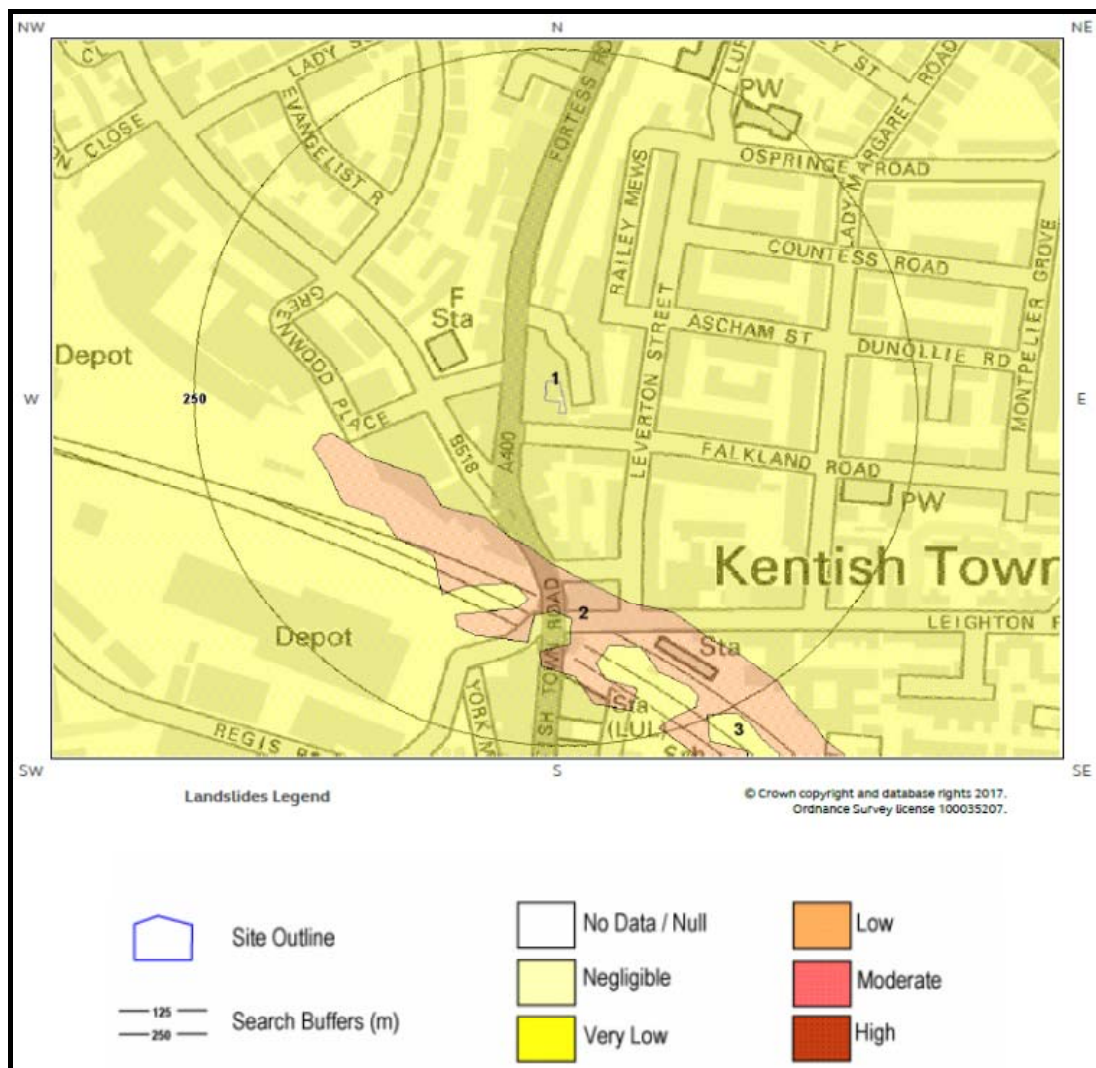 NW
N
NE
LADY
FORTESS RD
PW
EVANGELIST R
ON CLOSE
OSPRINGE ROAD
LADY MARGARET ROAD
RAILEY MEWS
COUNTESS ROAD
MONTPELIER GROVE
GREENWOOD PLACE
F
Sta
LEVERTON STREET
ASCHAM ST
DUNOLLIE RD
Depot
1
W
250
E
B518
A400
FALKLAND ROAD
PW
Kentish Town
2
ROAD
LEIGHTON
Depot
Sta
YORK
Sta
(LUL)
3
REGIS
SW
S
SE
Landslides Legend
© Crown copyright and database rights 2017.
Ordnance Survey license 100035207.
Site Outline
125
250
Search Buffers (m)
No Data / Null
Negligible
Very Low
Low
Moderate
High